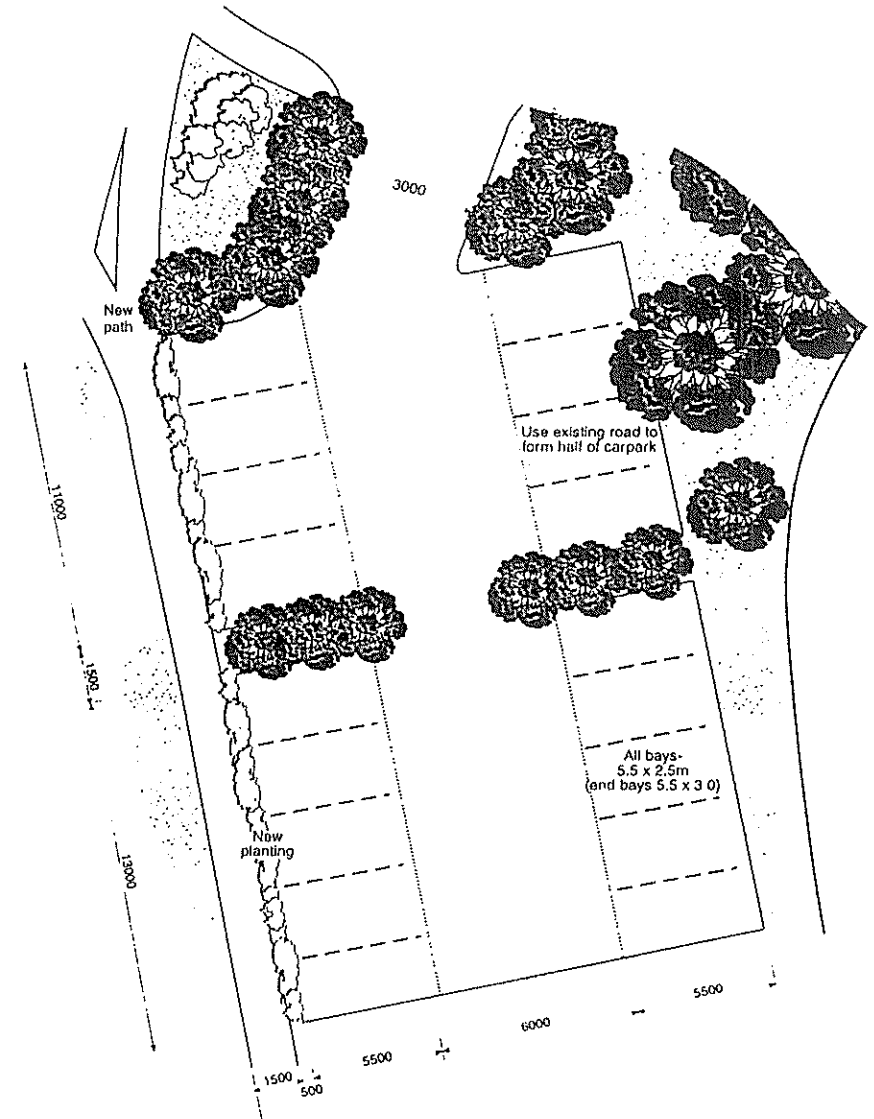 3000
New
path
11000
Use existing road to
form half of carpark
1500
All bays-
5.5 x 2.5m
(end bays 5.5 x 3 0)
New
planting
13000
5500
6000
5500
1500
500